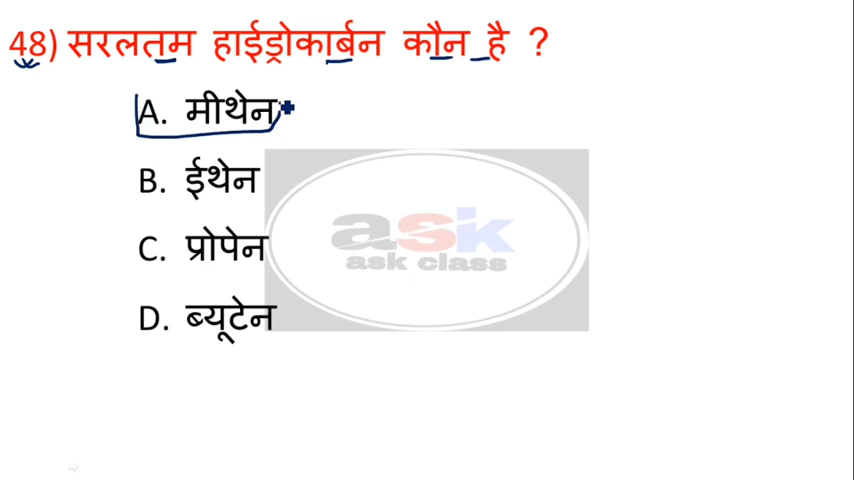 48) सरलतम हाईड्रोकार्बन कौन है ?
A. मीथेन
B. ईथेन
C. प्रोपेन
D. ब्यूटेन
ask
ask class